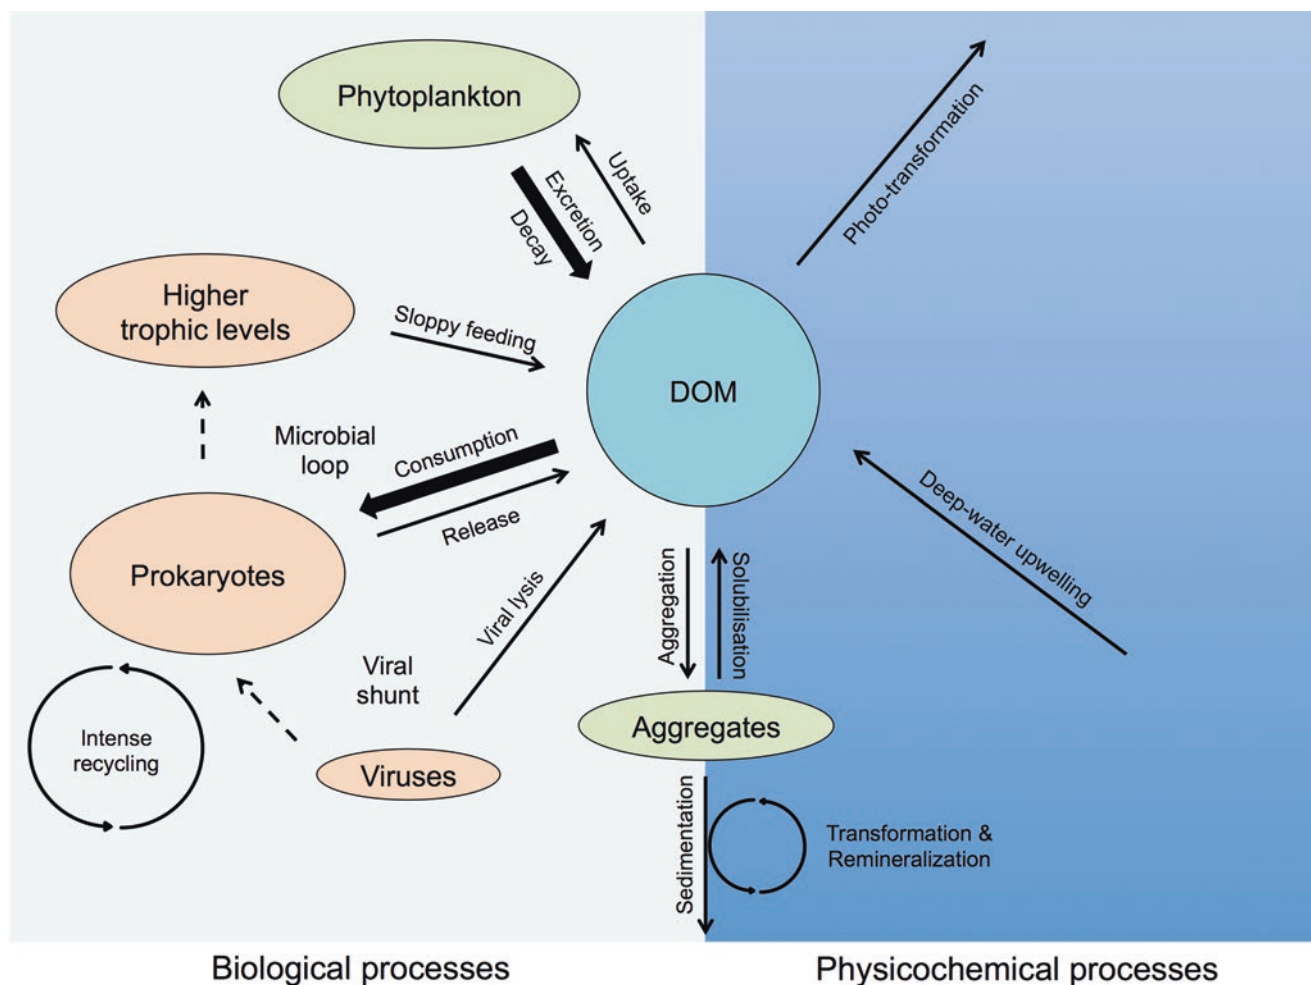 Phytoplankton
Uptake
Excretion
Decay
Photo-transformation
Higher
trophic levels
Sloppy feeding
DOM
Microbial
loop
Consumption
Release
Deep-water upwelling
Prokaryotes
Viral lysis
Aggregation
Solubilisation
Viral
shunt
Aggregates
Intense
recycling
Viruses
Sedimentation
Transformation &
Remineralization
Biological processes
Physicochemical processes